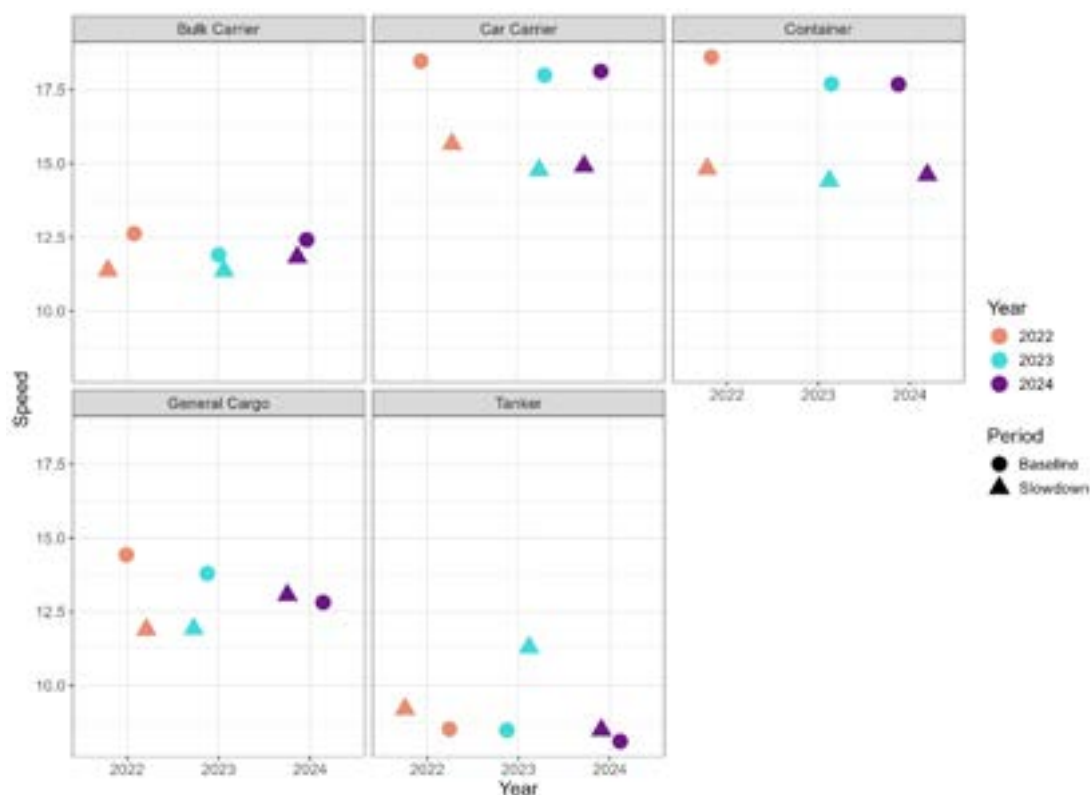 Bulk Carrier
Car Carrier
Container
17.5
15.0
12.5
10.0
2022
2023
2024
General Cargo
Tanker
17.5
15.0
12.5
10.0
2022
2023
2024
2022
2023
2024
Speed
Year
Year
2022
2023
2024
Period
Baseline
Slowdown